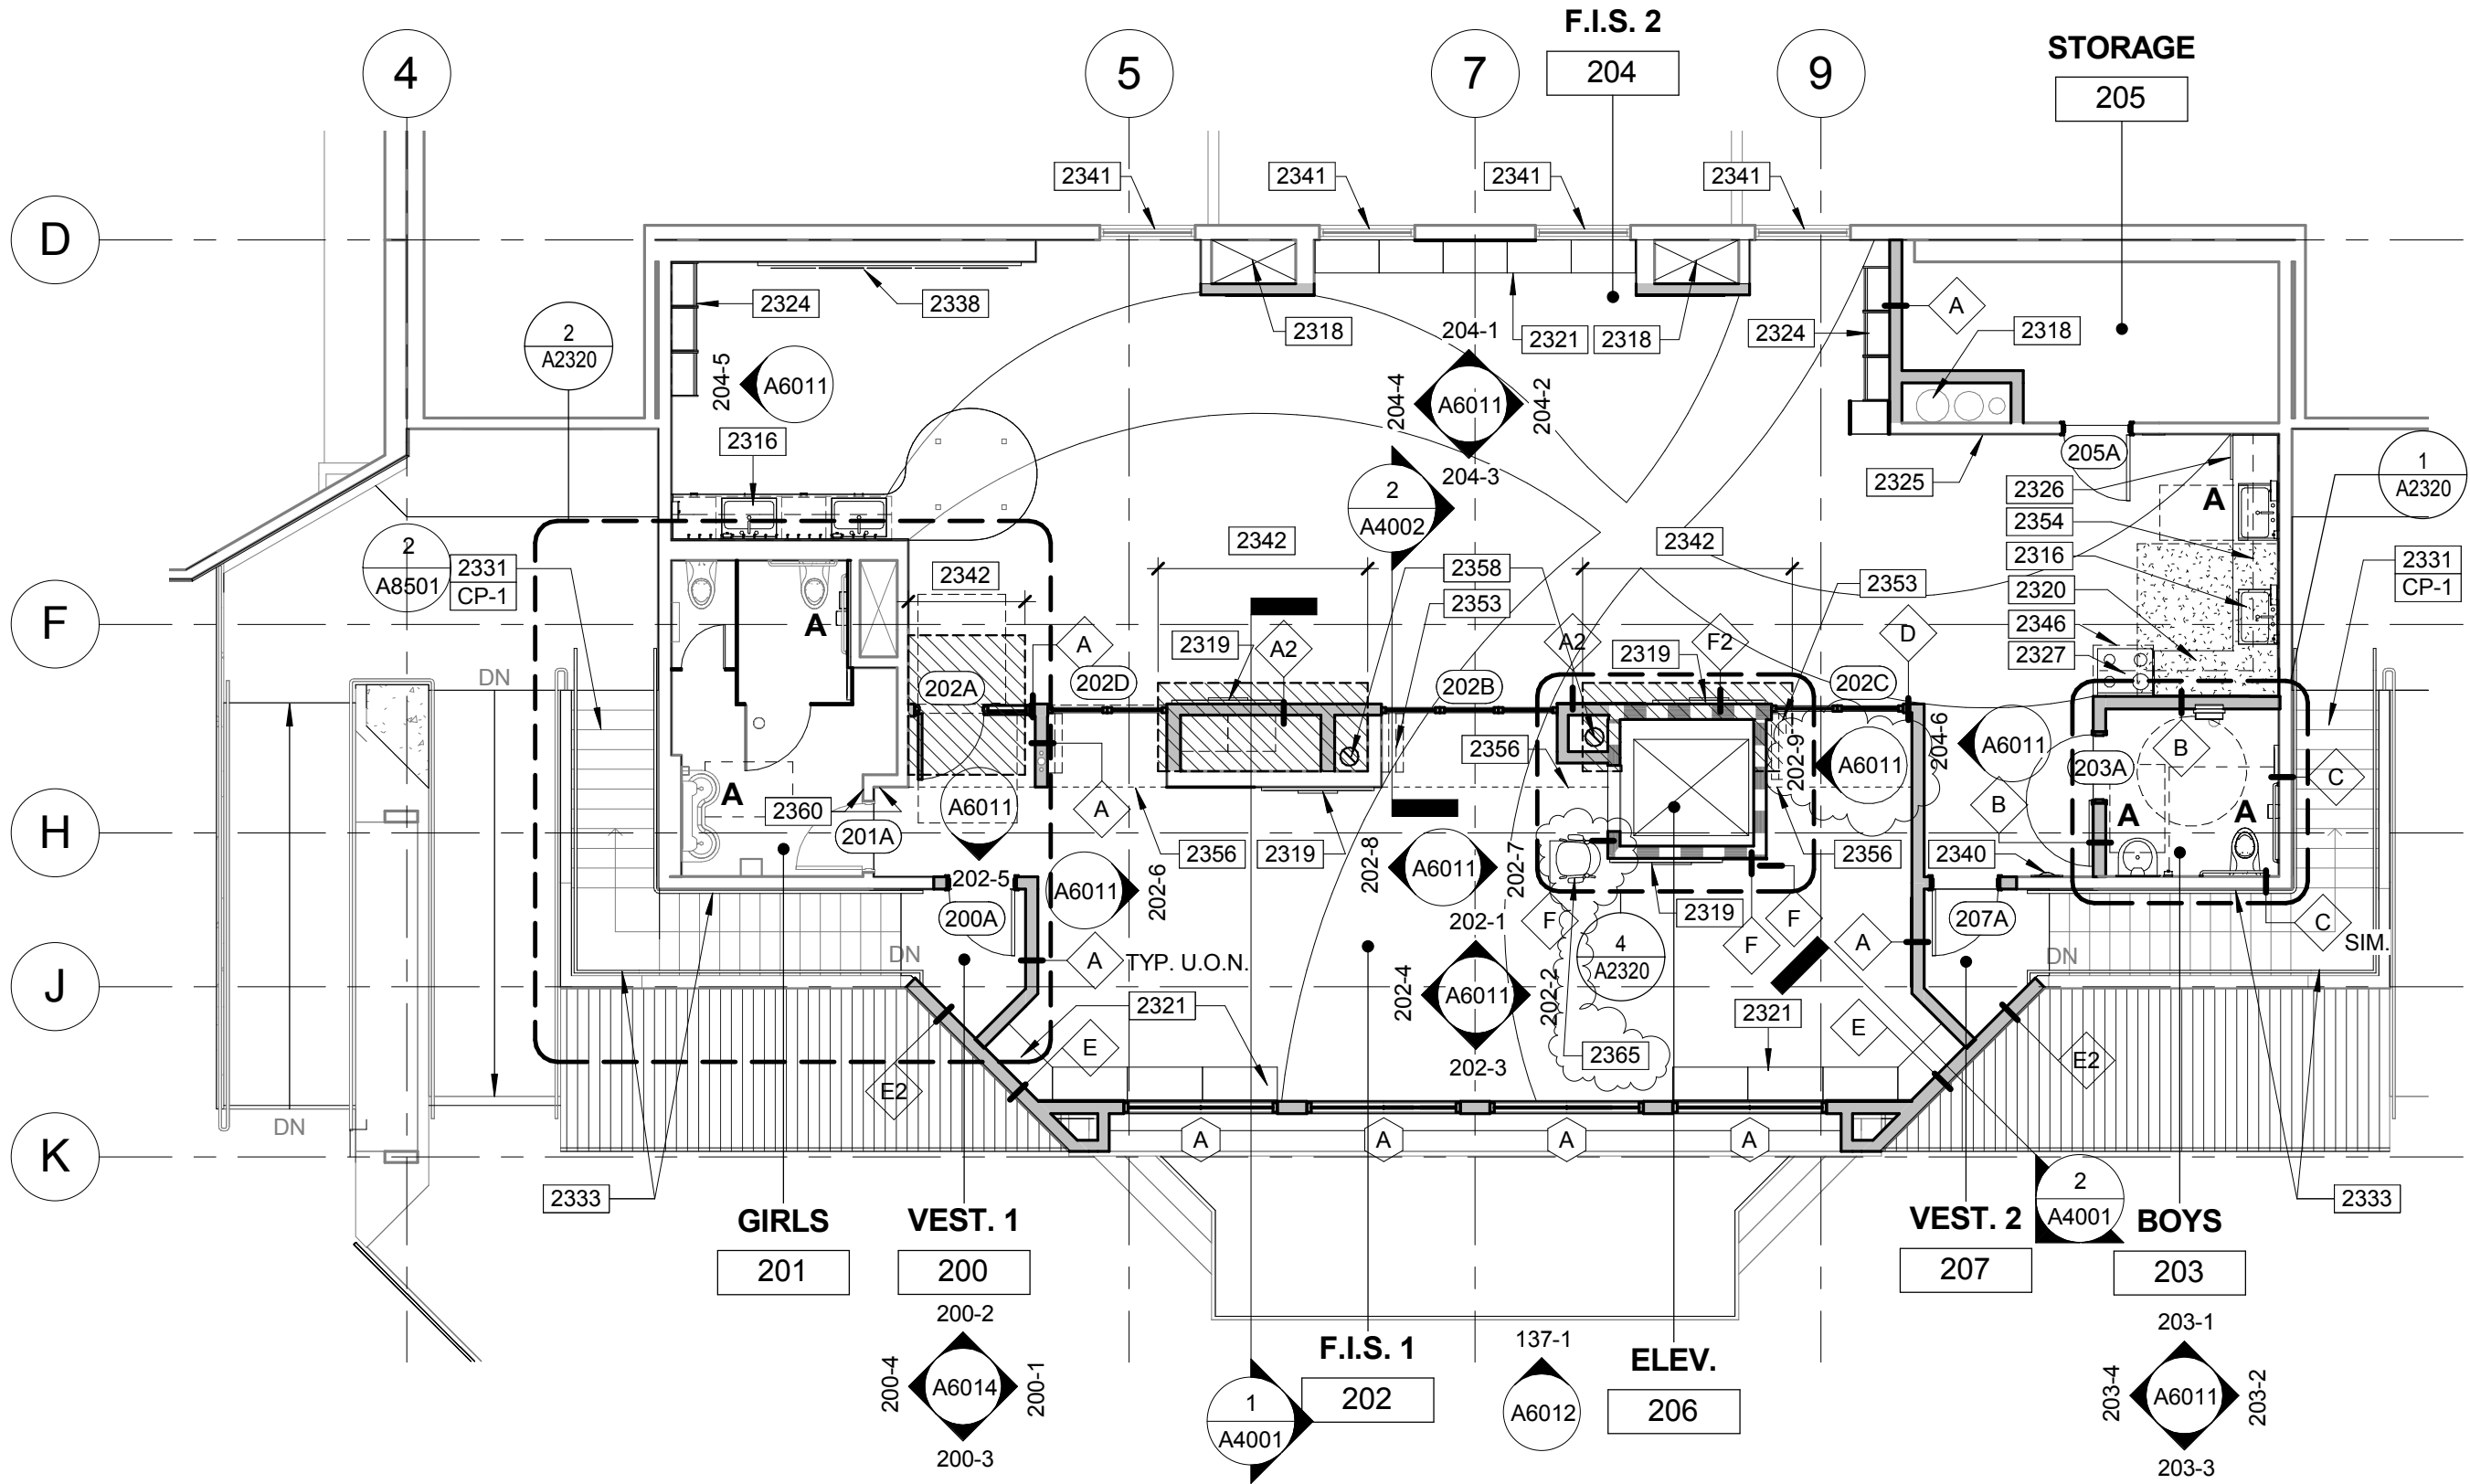 F.I.S. 2
204
STORAGE
205
4
5
7
9
2341
2341
2341
2341
D
2324
2338
2318
204-1
2321
2318
2324
A
2318
2
A2320
204-5
A6011
204-4
A6011
204-2
204-3
2316
205A
2325
2326
A
1
A2320
2
A4002
2354
2
A8501
2331
CP-1
2342
2342
2342
2358
2353
2353
2316
2331
CP-1
2320
F
A
A
2319
A2
A2
2319
F2
D
2346
2327
DN
202A
202D
202B
202C
204-6
A6011
B
203A
C
2356
202-9
A6011
A
2360
A6011
A
B
A
A
201A
H
2356
2319
202-8
A6011
202-7
2356
2340
202-5
A6011
202-6
200A
202-1
F
2319
F
F
A
207A
C
SIM.
DN
A
TYP. U.O.N.
4
A2320
DN
J
202-4
A6011
202-2
2321
2321
E
E
2365
202-3
E2
E2
DN
K
A
A
A
A
2333
2333
GIRLS
201
VEST. 1
200
VEST. 2
207
2
A4001
BOYS
203
200-2
200-4
A6014
200-1
200-3
1
A4001
F.I.S. 1
202
137-1
A6012
ELEV.
206
203-1
203-4
A6011
203-2
203-3